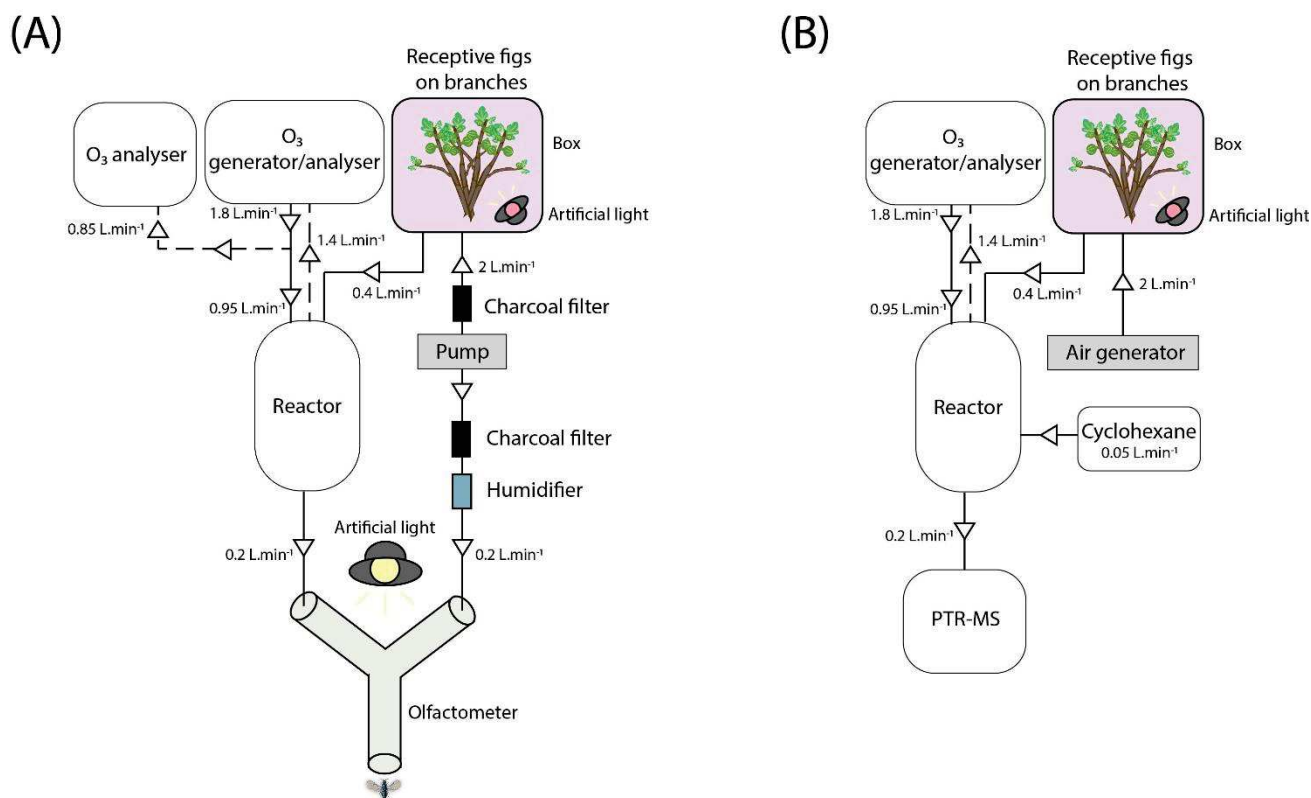 (A)
Receptive figs
on branches
O₃ analyser
O₃
generator/analyser
Box
Artificial light
1.8 L.min⁻¹
0.85 L.min⁻¹
1.4 L.min⁻¹
2 L.min⁻¹
0.4 L.min⁻¹
0.95 L.min⁻¹
Charcoal filter
Pump
Reactor
Charcoal filter
Humidifier
Artificial light
0.2 L.min⁻¹
0.2 L.min⁻¹
Olfactometer
(B)
Receptive figs
on branches
O₃
generator/analyser
Box
Artificial light
1.8 L.min⁻¹
1.4 L.min⁻¹
2 L.min⁻¹
0.4 L.min⁻¹
0.95 L.min⁻¹
Air generator
Reactor
Cyclohexane
0.05 L.min⁻¹
0.2 L.min⁻¹
PTR-MS